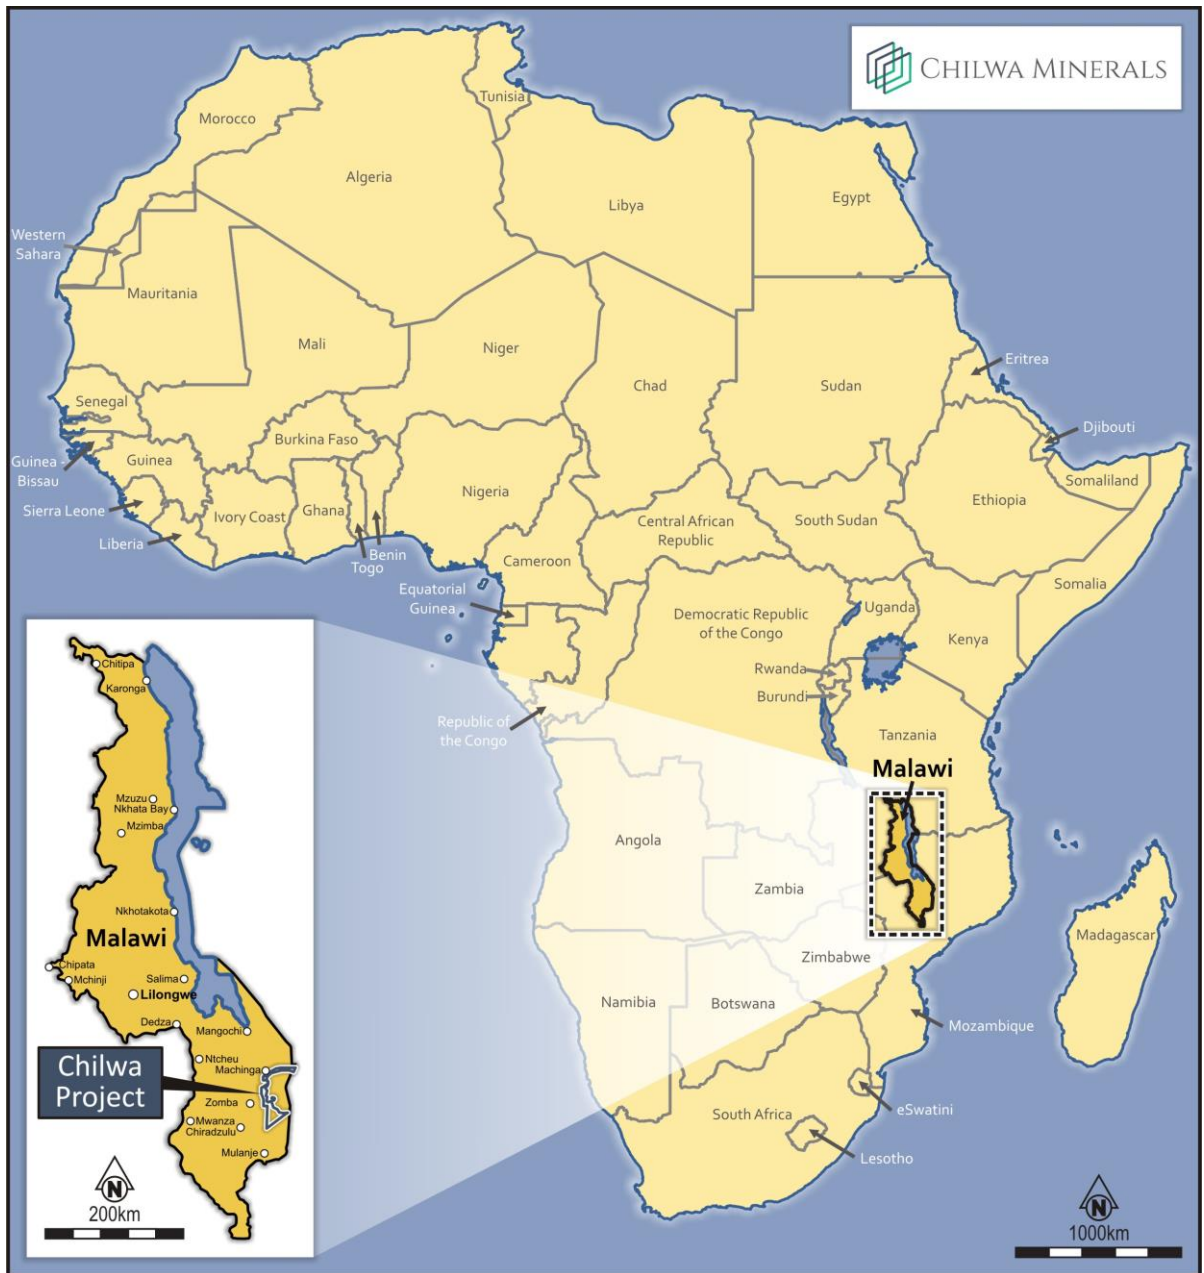 CHILWA MINERALS
Tunisia
Morocco
Algeria
Libya
Egypt
Western
Sahara
Mauritania
Mali
Niger
Chad
Sudan
Eritrea
Senegal
Burkina Faso
Djibouti
Guinea -
Bissau
Guinea
Nigeria
Ethiopia
Somaliland
Sierra Leone
Ivory Coast
Ghana
Central African
Republic
South Sudan
Liberia
Benin
Togo
Cameroon
Equatorial
Guinea
Democratic Republic
of the Congo
Uganda
Kenya
Somalia
Rwanda
Burundi
Republic of
the Congo
Tanzania
Malawi
Angola
Zambia
Madagascar
Zimbabwe
Namibia
Botswana
Mozambique
South Africa
eSwatini
Lesotho
N
1000km
Chitipa
Karonga
Mzuzu
Nkhata Bay
Mzimba
Nkhotakota
Malawi
Chipata
Mchinji
Salima
Lilongwe
Dedza
Mangochi
Ntcheu
Machinga
Chilwa
Project
Zomba
Mwanza
Chiradzulu
Mulanje
N
200km